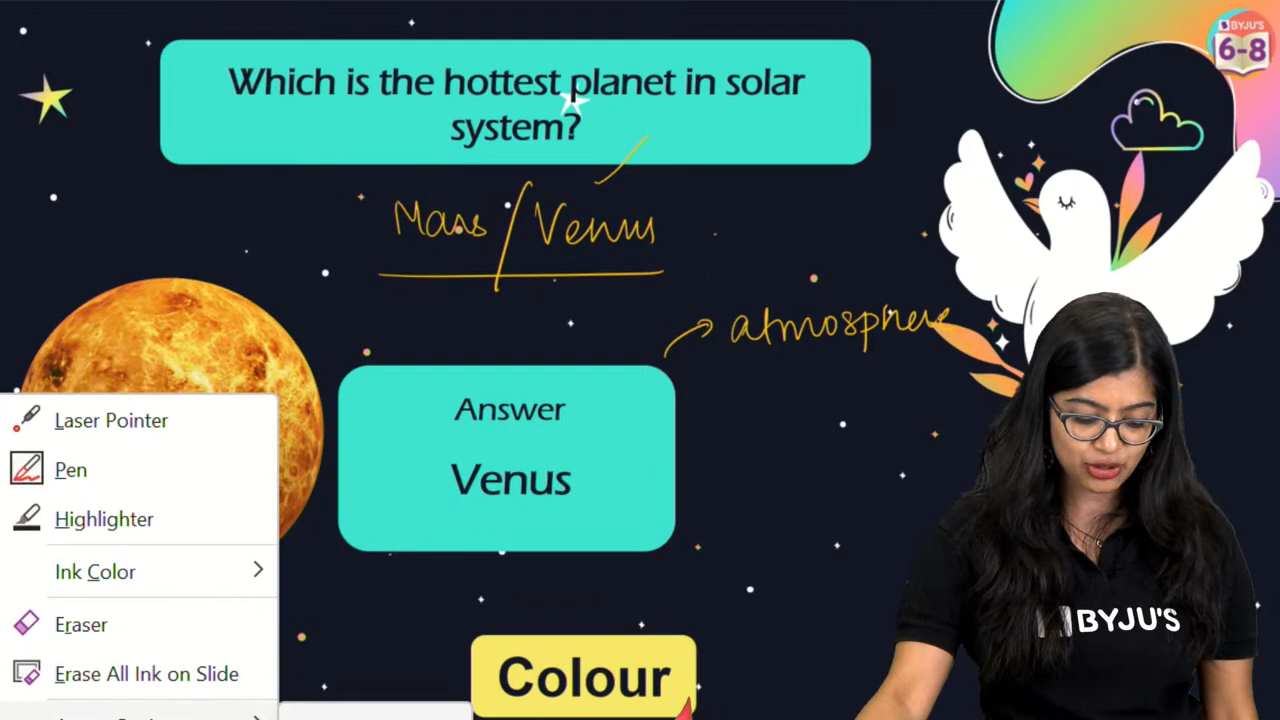 BYJU'S
6-8
Which is the hottest planet in solar
system?
Mass / Venus
atmosphere
Answer
Venus
Laser Pointer
Pen
Highlighter
Ink Color
Eraser
Erase All Ink on Slide
Colour
BYJU'S